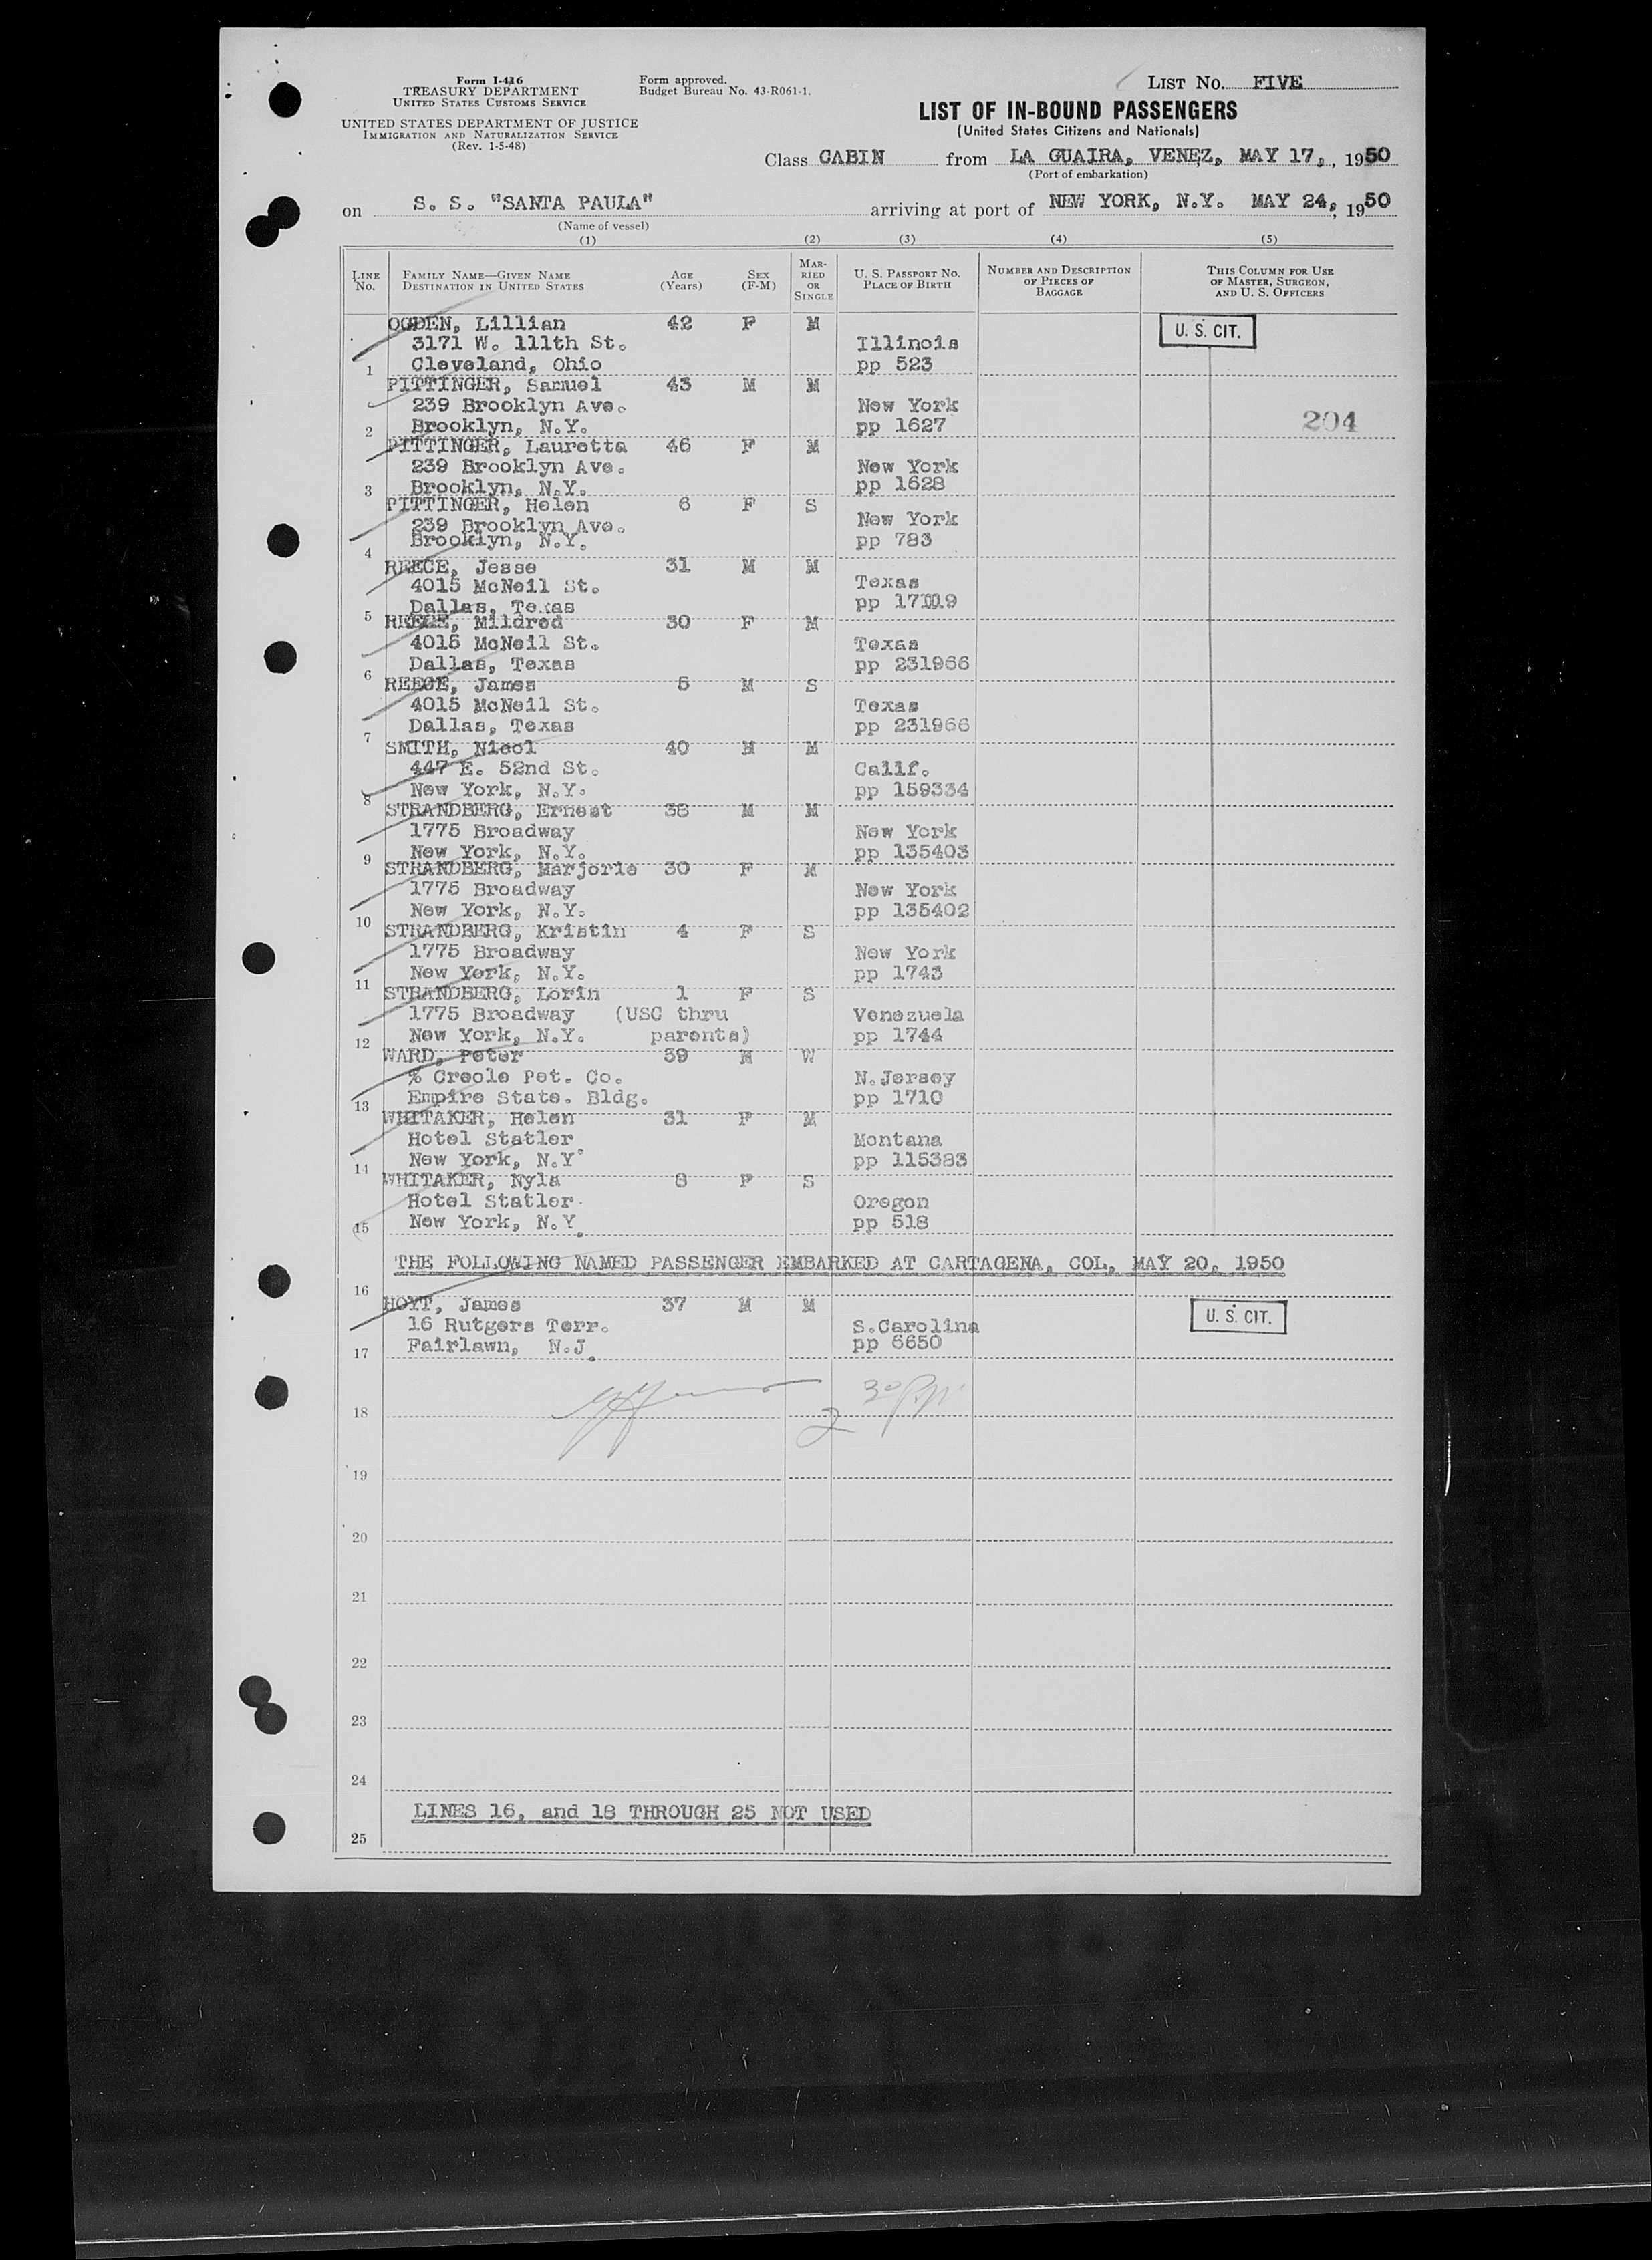 Form I-416
TREASURY DEPARTMENT
UNITED STATES CUSTOMS SERVICE
UNITED STATES DEPARTMENT OF JUSTICE
IMMIGRATION AND NATURALIZATION SERVICE
(Rev. 1-5-48)
Form approved.
Budget Bureau No. 43-R061-1.
LIST No. FIVE
LIST OF IN-BOUND PASSENGERS
(United States Citizens and Nationals)
Class CABIN from LA GUAIRA, VENEZ, MAY 17, , 1950
(Port of embarkation)
on S. S. "SANTA PAULA" arriving at port of NEW YORK, N.Y. MAY 24, 1950
(Name of vessel)
(1) (2) (3) (4) (5)
LINE No. FAMILY NAME—GIVEN NAME DESTINATION IN UNITED STATES AGE (Years) SEX (F-M) MARRIED OR SINGLE U. S. PASSPORT NO. PLACE OF BIRTH NUMBER AND DESCRIPTION OF PIECES OF BAGGAGE THIS COLUMN FOR USE OF MASTER, SURGEON, AND U. S. OFFICERS
OGDEN, Lillian 42 F M U. S. CIT.
3171 W. 111th St. Illinois
1 Cleveland, Ohio pp 523
PITTINGER, Samuel 43 M M
239 Brooklyn Ave. New York 204
2 Brooklyn, N.Y. pp 1627
PITTINGER, Lauretta 46 F M
239 Brooklyn Ave. New York
3 Brooklyn, N.Y. pp 1628
PITTINGER, Helen 6 F S
239 Brooklyn Ave. New York
4 Brooklyn, N.Y. pp 783
REECE, Jesse 31 M M
4015 McNeil St. Texas
5 Dallas, Texas pp
REECE, Mildred 30 F M
4015 McNeil St. Texas
6 Dallas, Texas pp 231966
REECE, James 5 M S
4015 McNeil St. Texas
7 Dallas, Texas pp 231966
SMITH, Nicol 40 M M
447 E. 52nd St. Calif.
8 New York, N.Y. pp 159334
STRANDBERG, Ernest 38 M M
1775 Broadway New York
9 New York, N.Y. pp 135403
STRANDBERG, Marjorie 30 F M
1775 Broadway New York
10 New York, N.Y. pp 135402
STRANDBERG, Kristin 4 F S
1775 Broadway New York
11 New York, N.Y. pp 1743
STRANDBERG, Lorin 1 F S
1775 Broadway (USC thru Venezuela
12 New York, N.Y. parents) pp 1744
WARD, Peter 59 M W
% Creole Pet. Co. N.Jersey
13 Empire State. Bldg. pp 1710
WHITAKER, Helen 31 F M
Hotel Statler Montana
14 New York, N.Y. pp 115383
WHITAKER, Nyla 8 F S
Hotel Statler Oregon
15 New York, N.Y. pp 518
THE FOLLOWING NAMED PASSENGER EMBARKED AT CARTAGENA, COL, MAY 20, 1950
16
HOYT, James 37 M M U. S. CIT.
16 Rutgers Terr. S.Carolina
17 Fairlawn, N.J. pp 6650
18 2
19
20
21
22
23
24
LINES 16, and 18 THROUGH 25 NOT USED
25